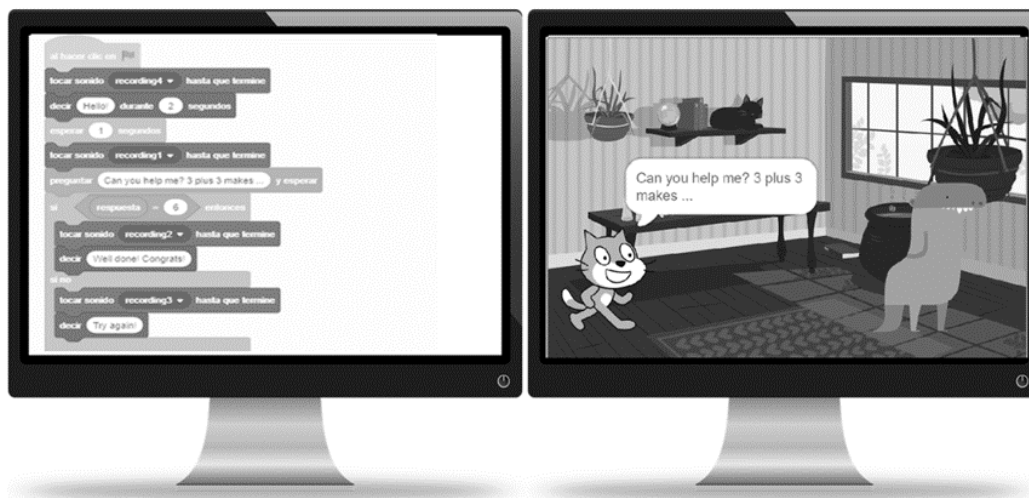 al hacer clic en
tocar sonido recording4 hasta que termine
decir Hello! durante 2 segundos
esperar 1 segundos
tocar sonido recording1 hasta que termine
preguntar Can you help me? 3 plus 3 makes ... y esperar
si respuesta = 6 entonces
tocar sonido recording2 hasta que termine
decir Well done! Congrats!
si no
tocar sonido recording3 hasta que termine
decir Try again!
Can you help me? 3 plus 3
makes ...